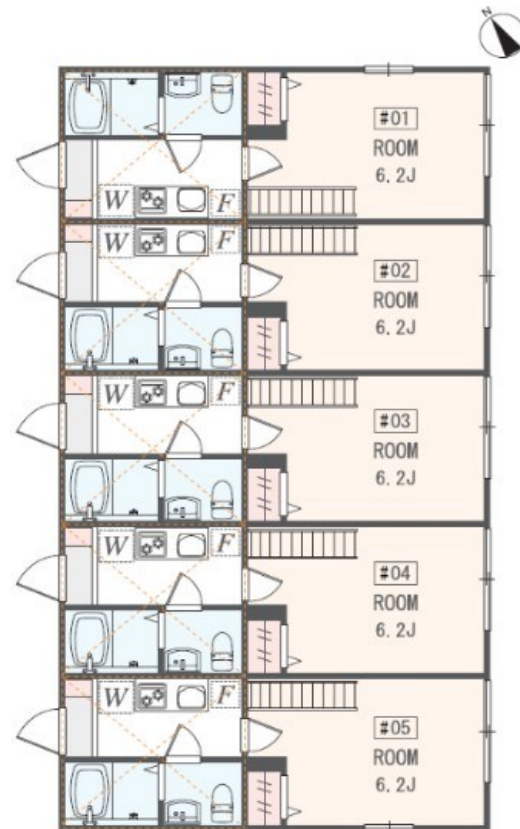 N
#01
ROOM
6.2J
W F
W F
#02
ROOM
6.2J
W F
#03
ROOM
6.2J
W F
#04
ROOM
6.2J
W F
#05
ROOM
6.2J